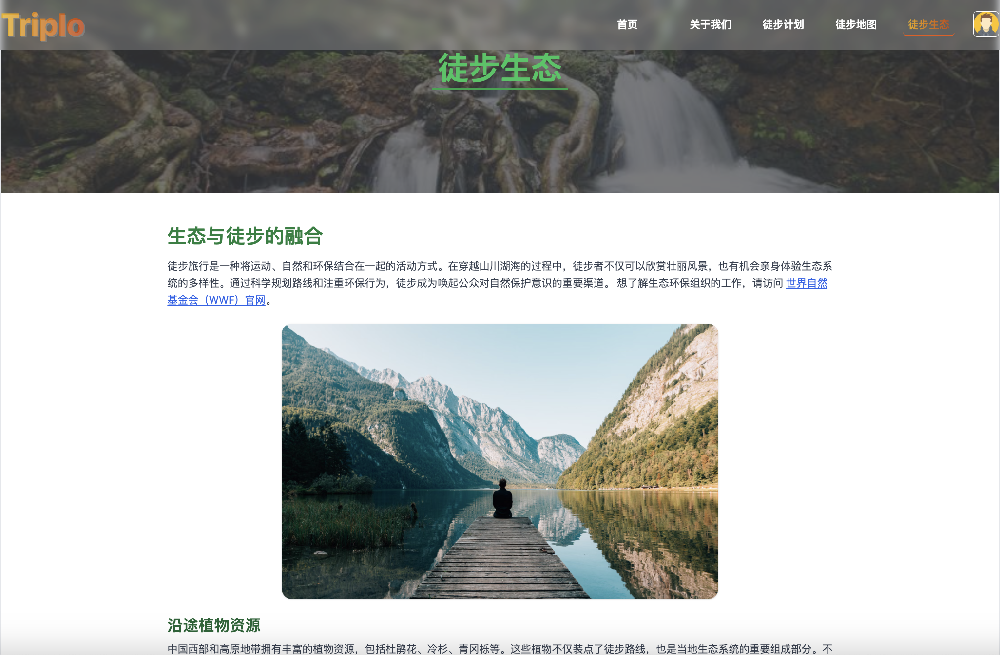 Triplo
首页 关于我们 徒步计划 徒步地图 徒步生态
徒步生态
生态与徒步的融合
徒步旅行是一种将运动、自然和环保结合在一起的活动方式。在穿越山川湖海的过程中，徒步者不仅可以欣赏壮丽风景，也有机会亲身体验生态系
统的多样性。通过科学规划路线和注重环保行为，徒步成为唤起公众对自然保护意识的重要渠道。 想了解生态环保组织的工作，请访问 世界自然
基金会（WWF）官网。
沿途植物资源
中国西部和高原地带拥有丰富的植物资源，包括杜鹃花、冷杉、青冈栎等。这些植物不仅装点了徒步路线，也是当地生态系统的重要组成部分。不